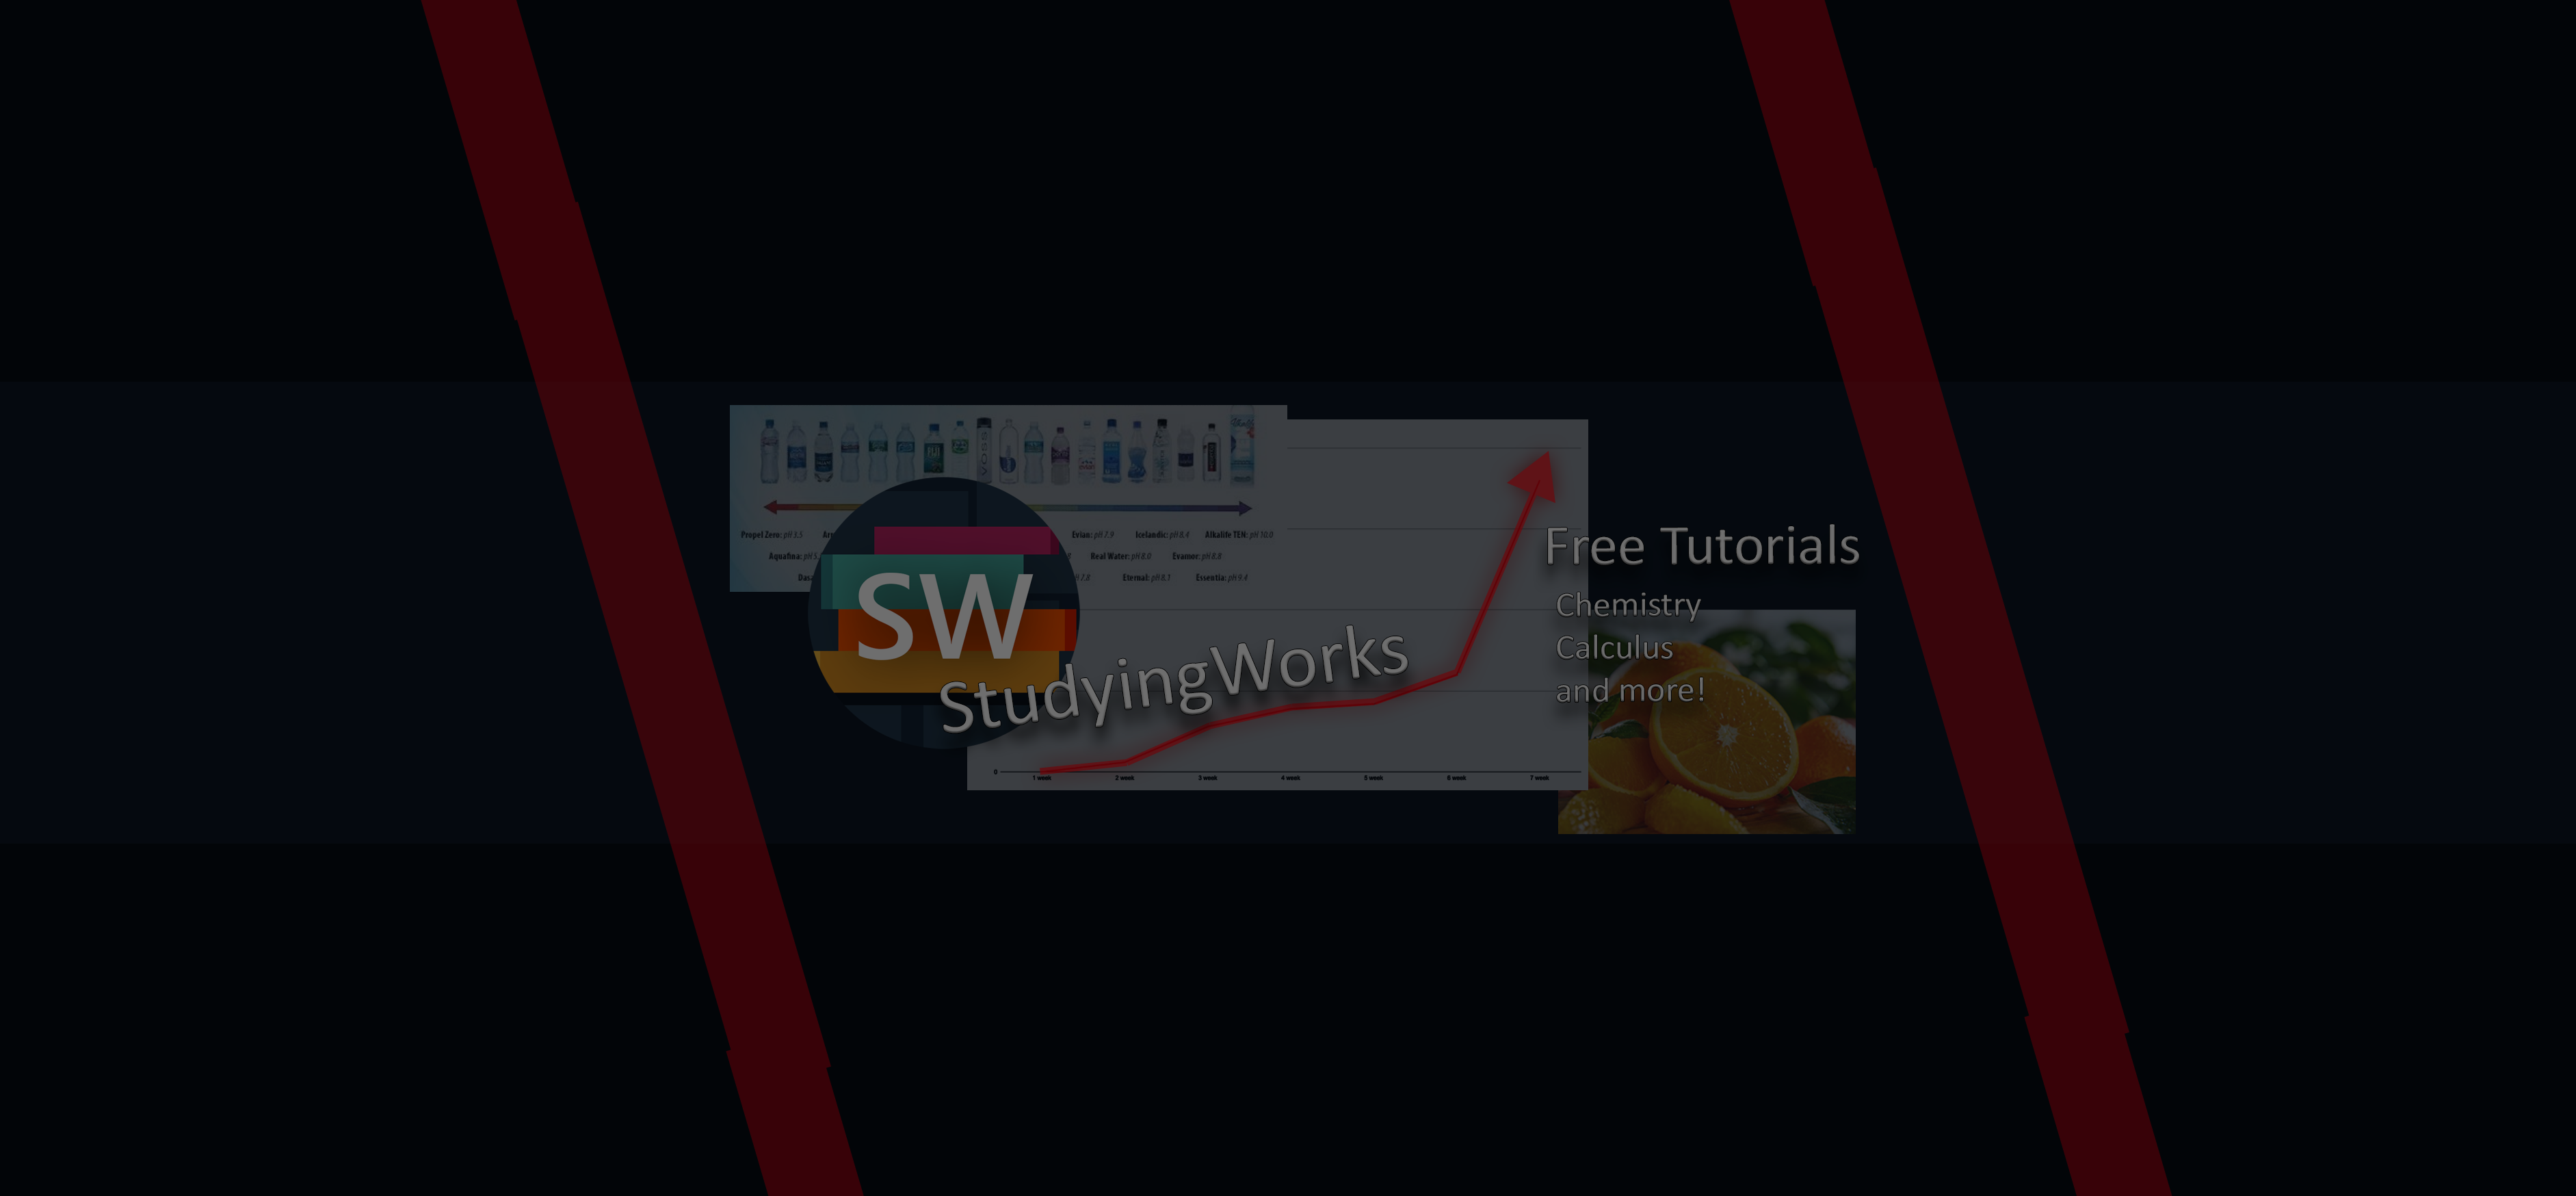 VOSS
Propel Zero: pH 3.5
Evian: pH 7.9
Icelandic: pH 8.4
Alkalife TEN: pH 10.0
Real Water: pH 8.0
Evamor: pH 8.8
Eternal: pH 8.1
Essentia: pH 9.4
SW
StudyingWorks
Free Tutorials
Chemistry
Calculus
and more!
0
1 week 2 week 3 week 4 week 5 week 6 week 7 week